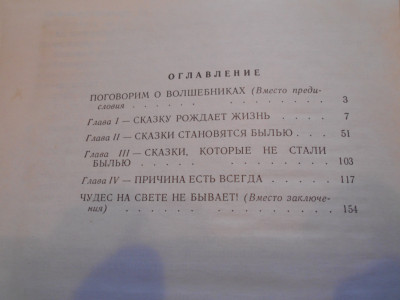 ОГЛАВЛЕНИЕ
ПОГОВОРИМ О ВОЛШЕБНИКАХ (Вместо преди-
словия . . . . . . . . . . 3
Глава I — СКАЗКУ РОЖДАЕТ ЖИЗНЬ . . . . 7
Глава II — СКАЗКИ СТАНОВЯТСЯ БЫЛЬЮ . . . 51
Глава III — СКАЗКИ, КОТОРЫЕ НЕ СТАЛИ
БЫЛЬЮ . . . . . . . . . . 103
Глава IV — ПРИЧИНА ЕСТЬ ВСЕГДА . . . . . 117
ЧУДЕС НА СВЕТЕ НЕ БЫВАЕТ! (Вместо заключе-
ния) . . . . . . . . . . 154